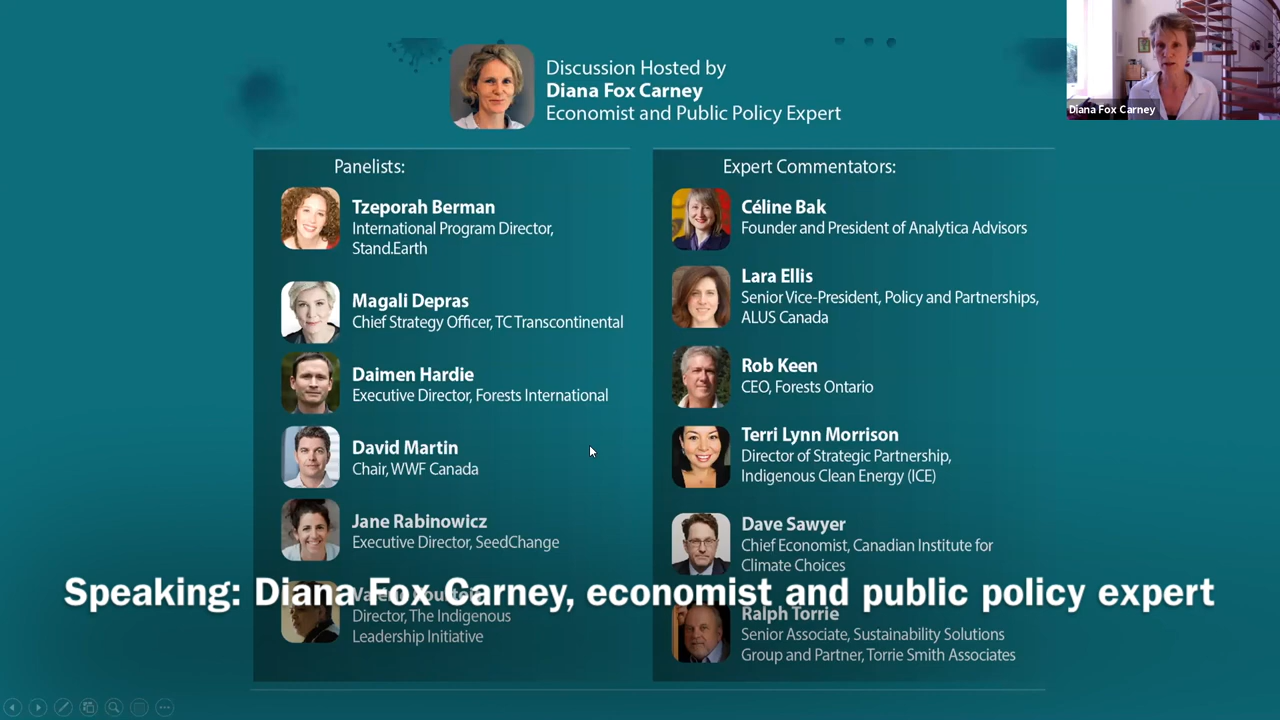 Discussion Hosted by
Diana Fox Carney
Economist and Public Policy Expert
Diana Fox Carney
Panelists:
Tzeporah Berman
International Program Director,
Stand.Earth
Magali Depras
Chief Strategy Officer, TC Transcontinental
Daimen Hardie
Executive Director, Forests International
David Martin
Chair, WWF Canada
Jane Rabinowicz
Executive Director, SeedChange
Director, The Indigenous
Leadership Initiative
Expert Commentators:
Céline Bak
Founder and President of Analytica Advisors
Lara Ellis
Senior Vice-President, Policy and Partnerships,
ALUS Canada
Rob Keen
CEO, Forests Ontario
Terri Lynn Morrison
Director of Strategic Partnership,
Indigenous Clean Energy (ICE)
Dave Sawyer
Chief Economist, Canadian Institute for
Climate Choices
Ralph Torrie
Senior Associate, Sustainability Solutions
Group and Partner, Torrie Smith Associates
Speaking: Diana Fox Carney, economist and public policy expert